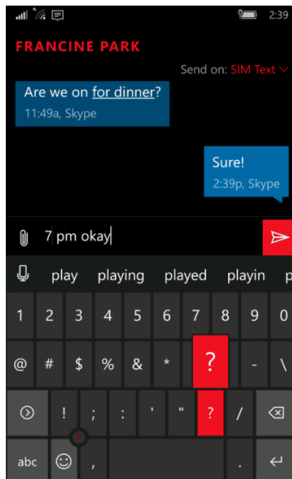 2:39
FRANCINE PARK
Send on: SIM Text
Are we on for dinner?
11:49a, Skype
Sure!
2:39p, Skype
7 pm okay
play playing played playin p
1 2 3 4 5 6 7 8 9 0
@ # $ % & * ? - \
! ; : ' " ? /
abc , .